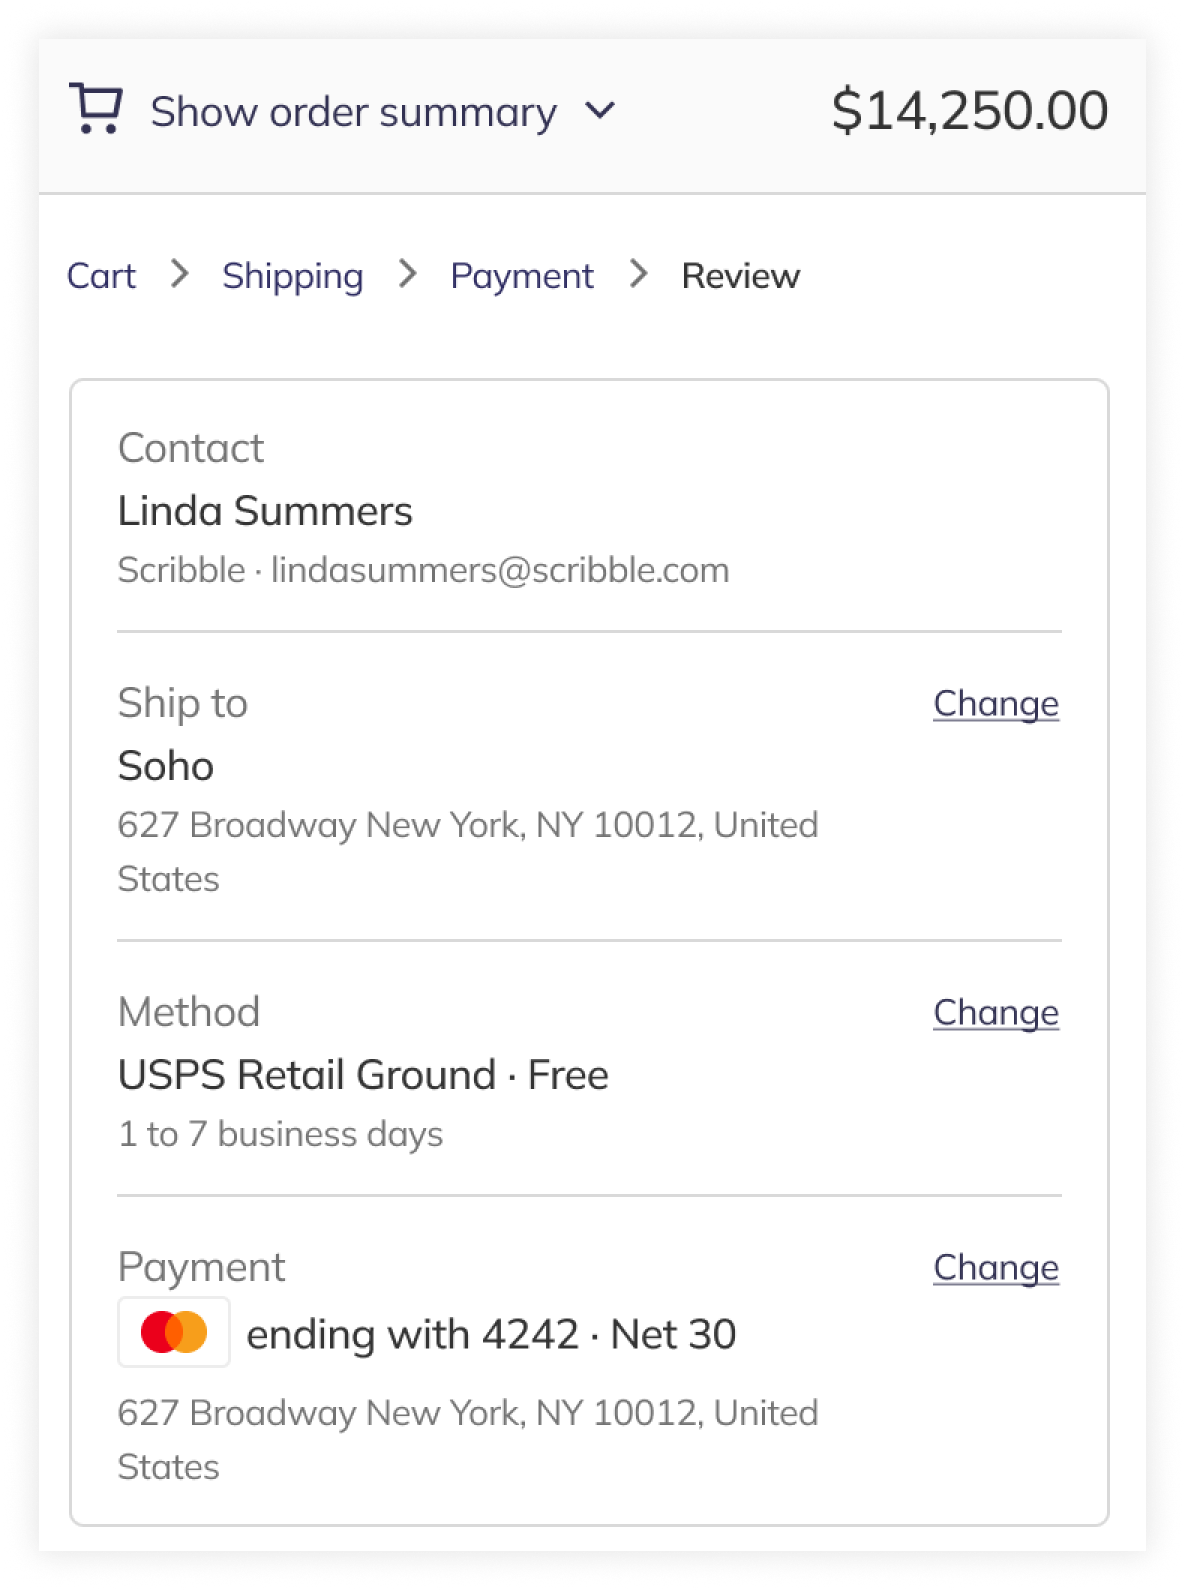 Show order summary
$14,250.00
Cart > Shipping > Payment > Review
Contact
Linda Summers
Scribble · lindasummers@scribble.com
Ship to
Change
Soho
627 Broadway New York, NY 10012, United
States
Method
Change
USPS Retail Ground · Free
1 to 7 business days
Payment
Change
ending with 4242 · Net 30
627 Broadway New York, NY 10012, United
States